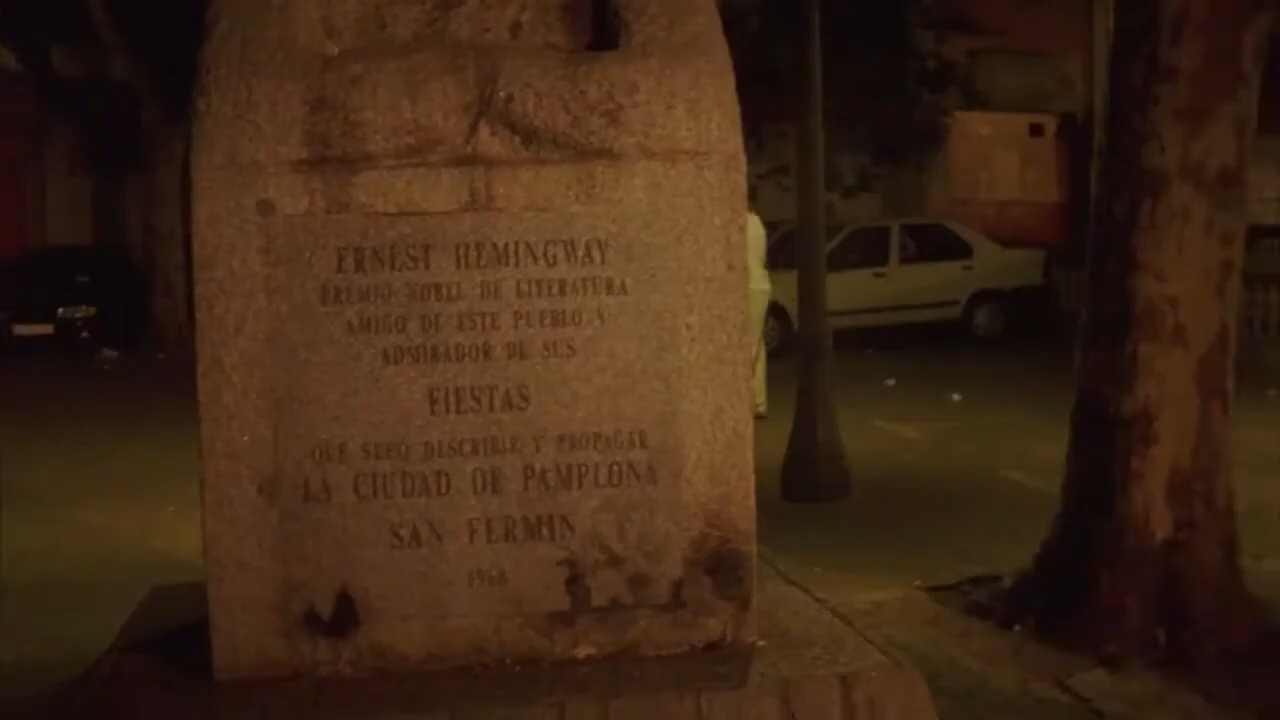 ERNEST HEMINGWAY
PREMIO NOBEL DE LITERATURA
AMIGO DE ESTE PUEBLO Y
ADMIRADOR DE SUS
FIESTAS
QUE SUPO DESCRIBIR Y PROPAGAR
LA CIUDAD DE PAMPLONA
SAN FERMIN
1968